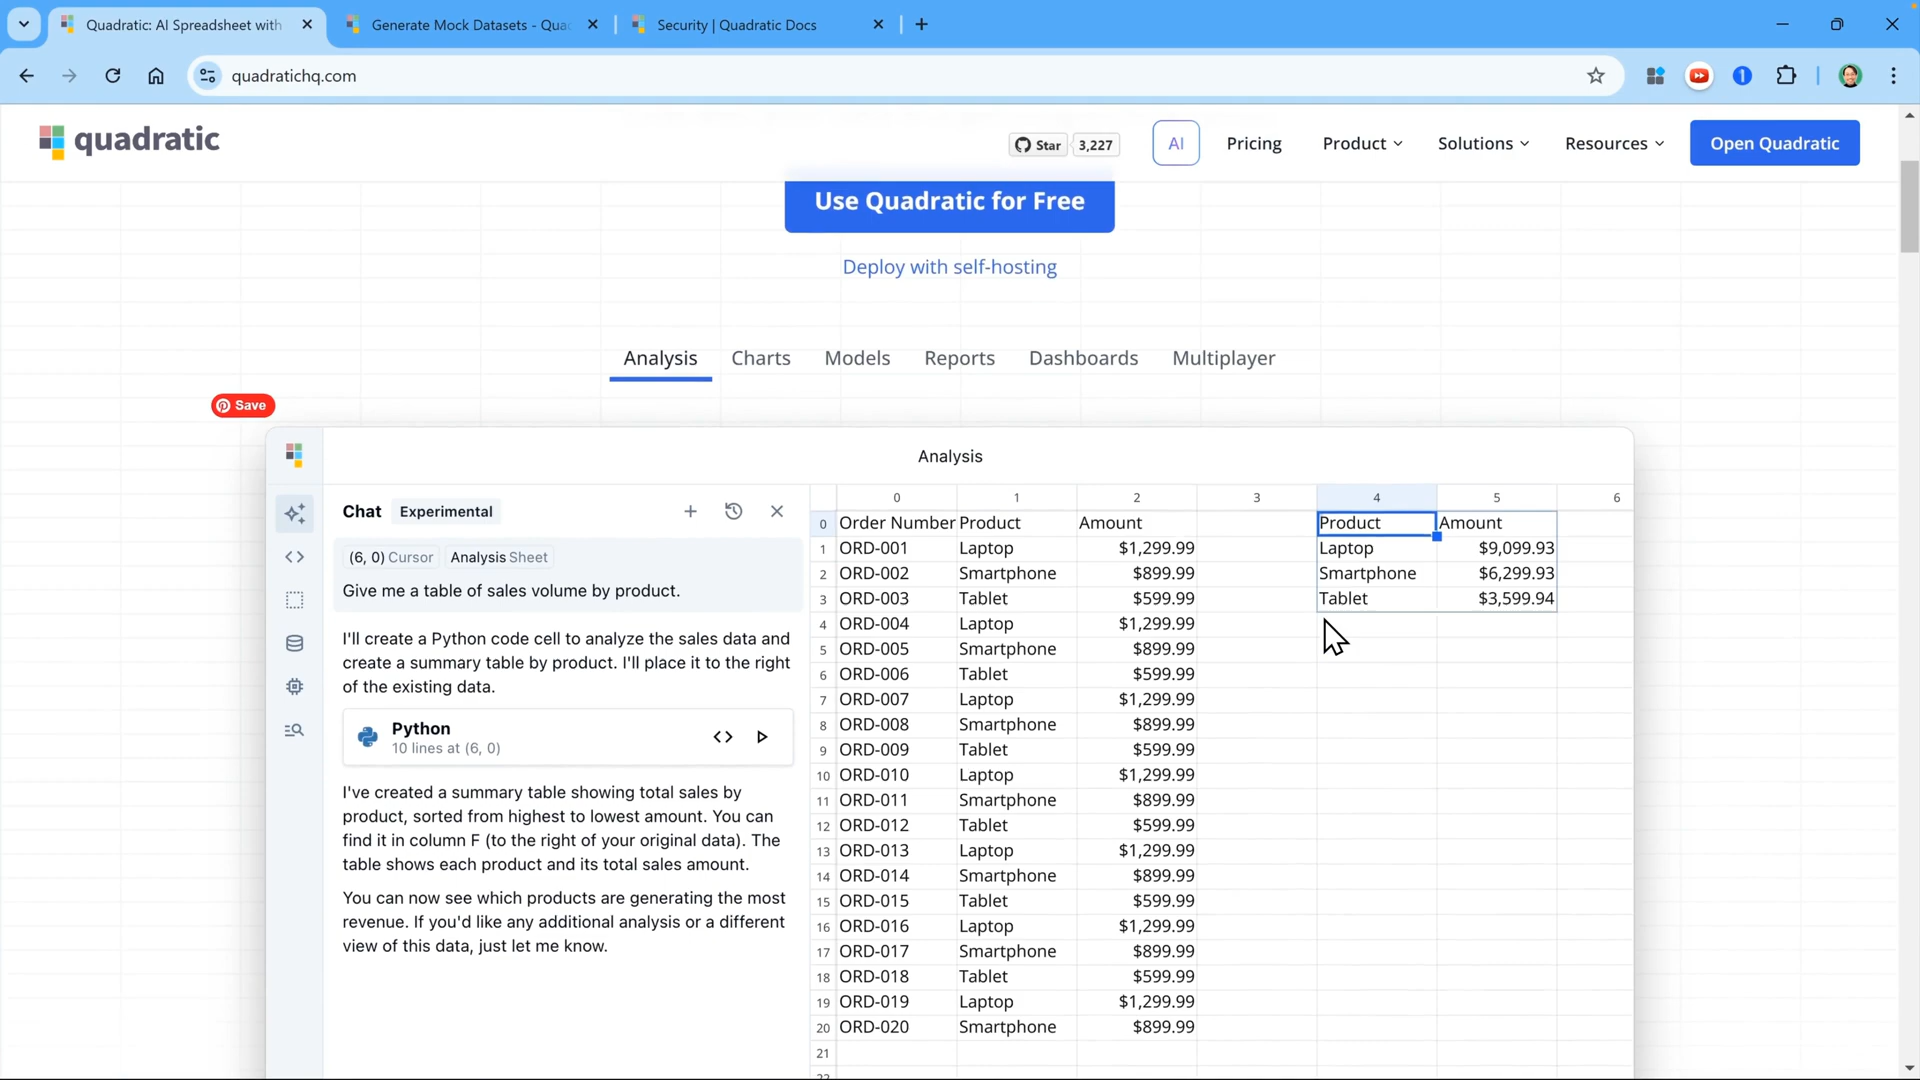 Quadratic: AI Spreadsheet with
Generate Mock Datasets - Qua
Security | Quadratic Docs
quadratichq.com
quadratic
Star 3,227
AI
Pricing
Product
Solutions
Resources
Open Quadratic
Use Quadratic for Free
Deploy with self-hosting
Analysis Charts Models Reports Dashboards Multiplayer
Save
Analysis
Chat Experimental
(6, 0) Cursor Analysis Sheet
Give me a table of sales volume by product.
I'll create a Python code cell to analyze the sales data and
create a summary table by product. I'll place it to the right
of the existing data.
Python
10 lines at (6, 0)
I've created a summary table showing total sales by
product, sorted from highest to lowest amount. You can
find it in column F (to the right of your original data). The
table shows each product and its total sales amount.
You can now see which products are generating the most
revenue. If you'd like any additional analysis or a different
view of this data, just let me know.
0 1 2 3 4 5 6
0 Order Number Product Amount Product Amount
1 ORD-001 Laptop $1,299.99 Laptop $9,099.93
2 ORD-002 Smartphone $899.99 Smartphone $6,299.93
3 ORD-003 Tablet $599.99 Tablet $3,599.94
4 ORD-004 Laptop $1,299.99
5 ORD-005 Smartphone $899.99
6 ORD-006 Tablet $599.99
7 ORD-007 Laptop $1,299.99
8 ORD-008 Smartphone $899.99
9 ORD-009 Tablet $599.99
10 ORD-010 Laptop $1,299.99
11 ORD-011 Smartphone $899.99
12 ORD-012 Tablet $599.99
13 ORD-013 Laptop $1,299.99
14 ORD-014 Smartphone $899.99
15 ORD-015 Tablet $599.99
16 ORD-016 Laptop $1,299.99
17 ORD-017 Smartphone $899.99
18 ORD-018 Tablet $599.99
19 ORD-019 Laptop $1,299.99
20 ORD-020 Smartphone $899.99
21